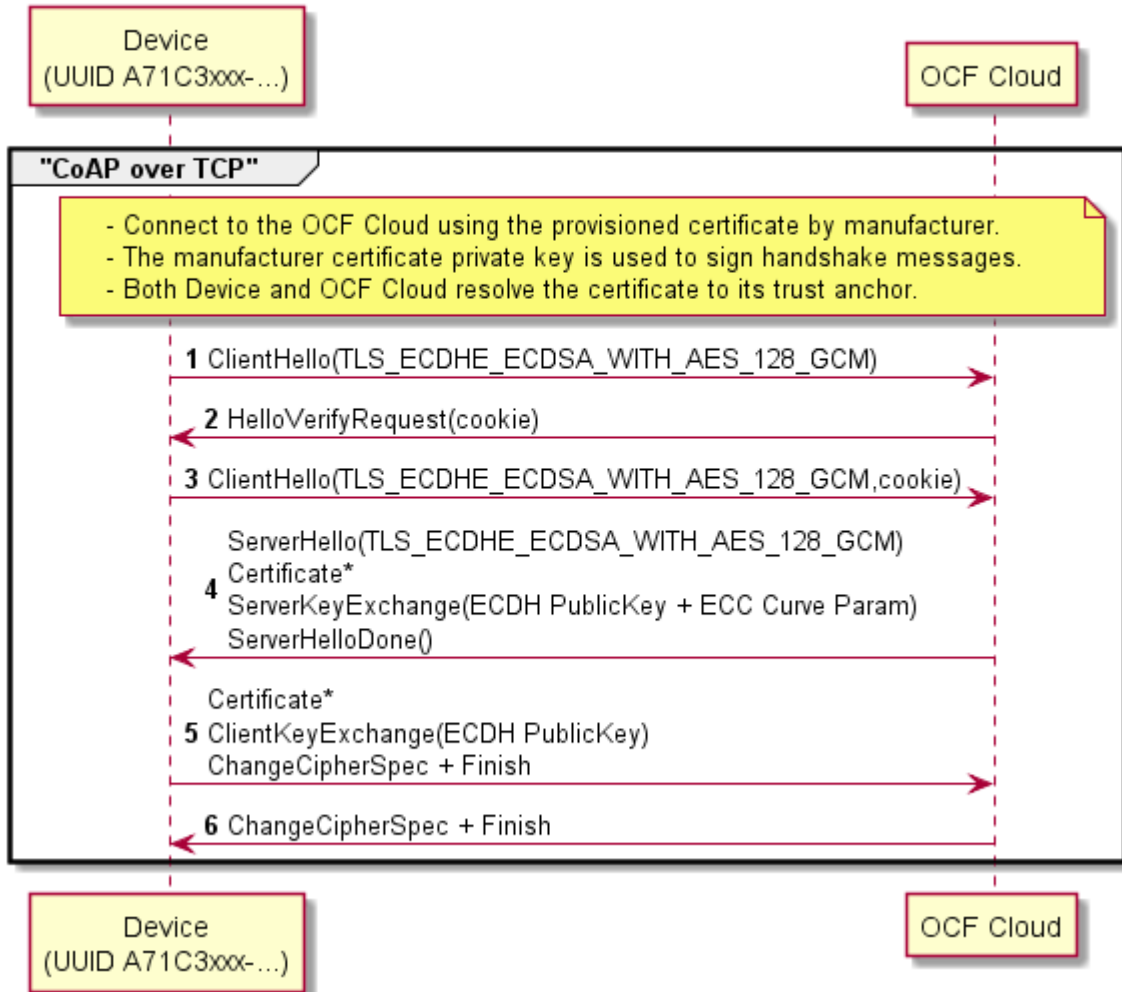 Device
(UUID A71C3xxx-...)
OCF Cloud
"CoAP over TCP"
- Connect to the OCF Cloud using the provisioned certificate by manufacturer.
- The manufacturer certificate private key is used to sign handshake messages.
- Both Device and OCF Cloud resolve the certificate to its trust anchor.
1 ClientHello(TLS_ECDHE_ECDSA_WITH_AES_128_GCM)
2 HelloVerifyRequest(cookie)
3 ClientHello(TLS_ECDHE_ECDSA_WITH_AES_128_GCM,cookie)
ServerHello(TLS_ECDHE_ECDSA_WITH_AES_128_GCM)
Certificate*
4 ServerKeyExchange(ECDH PublicKey + ECC Curve Param)
ServerHelloDone()
Certificate*
5 ClientKeyExchange(ECDH PublicKey)
ChangeCipherSpec + Finish
6 ChangeCipherSpec + Finish
Device
(UUID A71C3xxx-...)
OCF Cloud